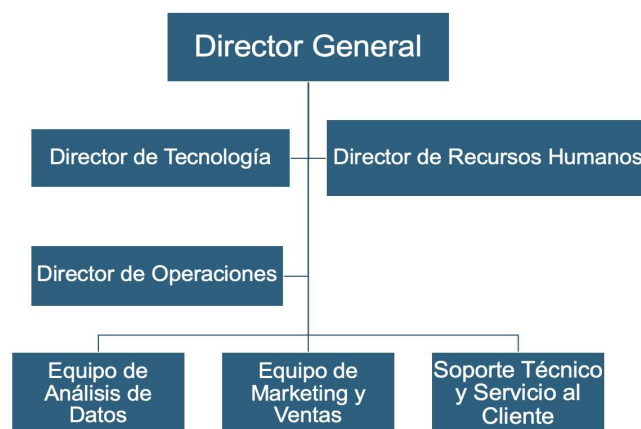 Director General
Director de Tecnología
Director de Recursos Humanos
Director de Operaciones
Equipo de
Análisis de
Datos
Equipo de
Marketing y
Ventas
Soporte Técnico
y Servicio al
Cliente